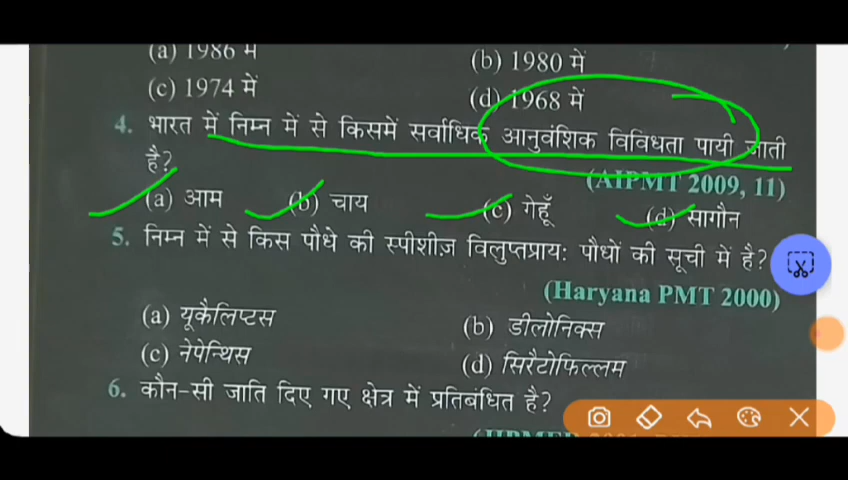 (a) 1986 में
(b) 1980 में
(c) 1974 में
(d) 1968 में
4. भारत में निम्न में से किसमें सर्वाधिक आनुवंशिक विविधता पायी जाती
है?
(AIPMT 2009, 11)
(a) आम (b) चाय (c) गेहूँ (d) सागौन
5. निम्न में से किस पौधे की स्पीशीज़ विलुप्तप्रायः पौधों की सूची में है?
(Haryana PMT 2000)
(a) यूकैलिप्टस
(b) डीलोनिक्स
(c) नेपेन्थिस
(d) सिरैटोफिल्लम
6. कौन-सी जाति दिए गए क्षेत्र में प्रतिबंधित है?